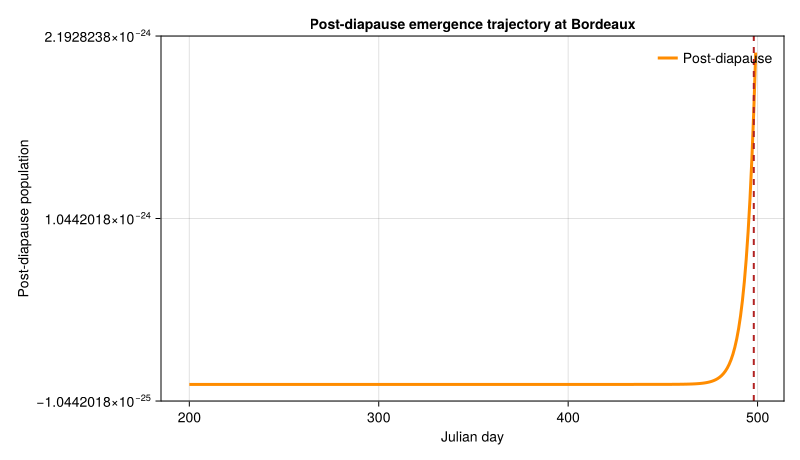 Post-diapause emergence trajectory at Bordeaux
2.1928238×10⁻²⁴
Post-diapause
Post-diapause population
1.0442018×10⁻²⁴
−1.0442018×10⁻²⁵
200 300 400 500
Julian day